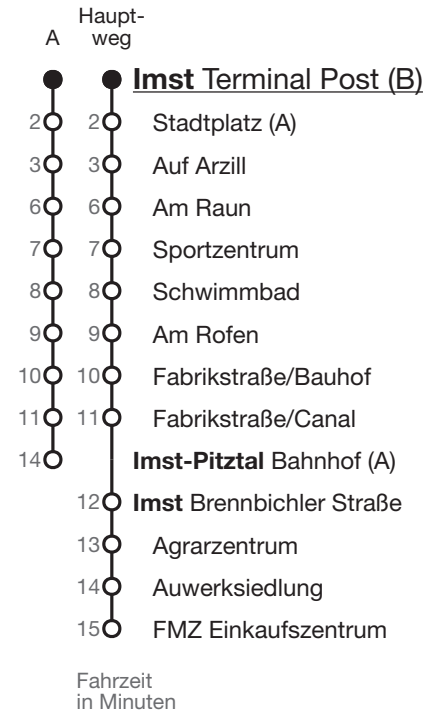 Haupt-
A weg
Imst Terminal Post (B)
2 2 Stadtplatz (A)
3 3 Auf Arzill
6 6 Am Raun
7 7 Sportzentrum
8 8 Schwimmbad
9 9 Am Rofen
10 10 Fabrikstraße/Bauhof
11 11 Fabrikstraße/Canal
14 Imst-Pitztal Bahnhof (A)
12 Imst Brennbichler Straße
13 Agrarzentrum
14 Auwerksiedlung
15 FMZ Einkaufszentrum
Fahrzeit
in Minuten